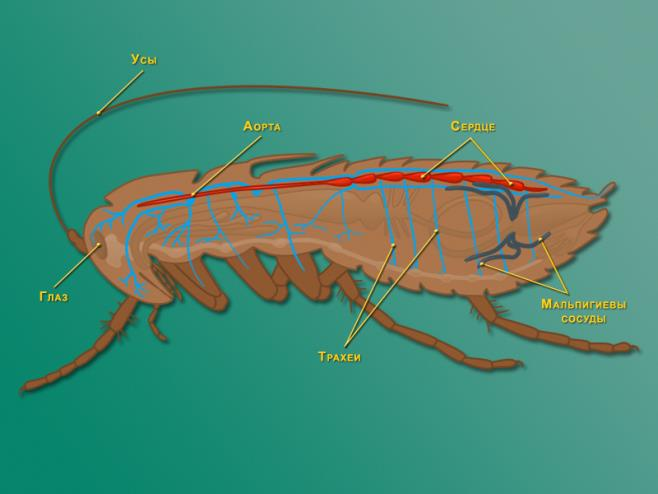 Усы
Аорта
Сердце
Глаз
Мальпигиевы
сосуды
Трахеи